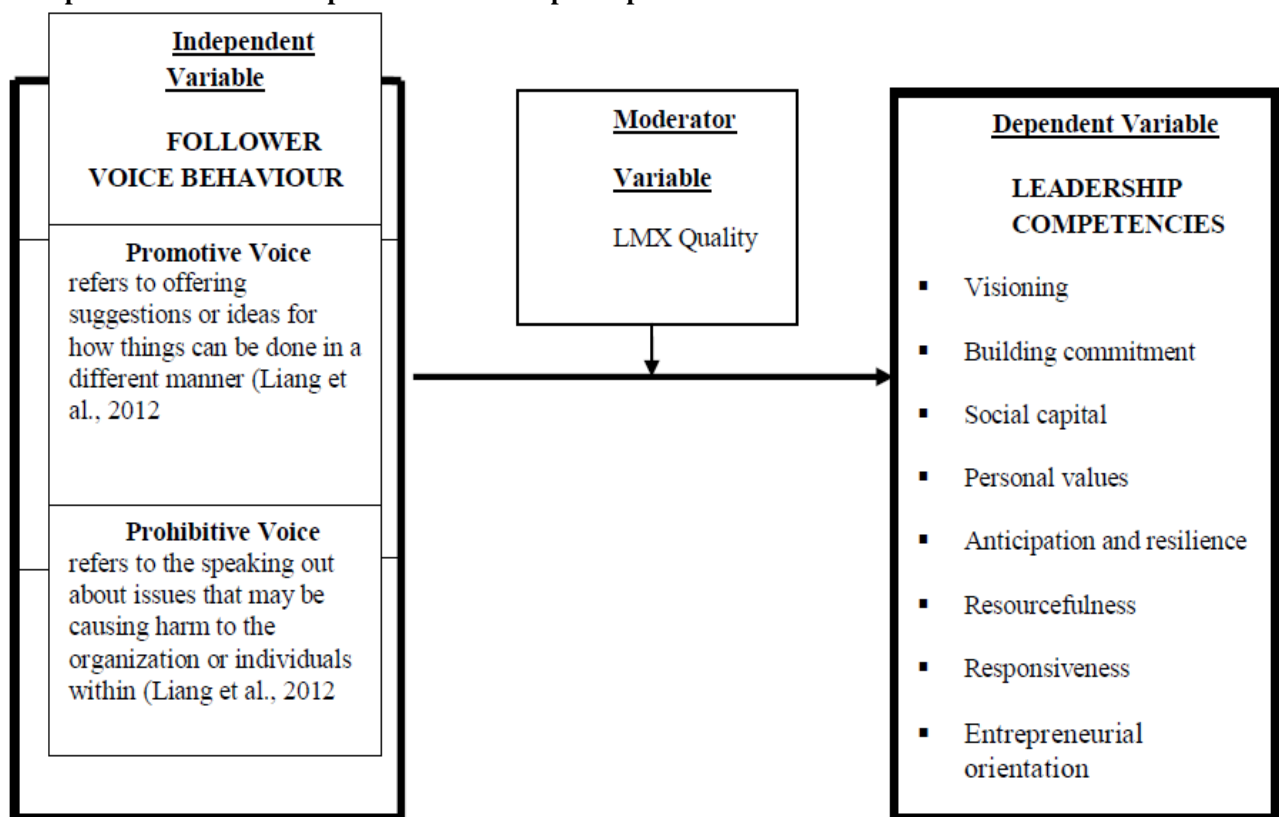 Independent
Variable
FOLLOWER
VOICE BEHAVIOUR
Promotive Voice
refers to offering
suggestions or ideas for
how things can be done in a
different manner (Liang et
al., 2012
Prohibitive Voice
refers to the speaking out
about issues that may be
causing harm to the
organization or individuals
within (Liang et al., 2012
Moderator
Variable
LMX Quality
Dependent Variable
LEADERSHIP
COMPETENCIES
▪ Visioning
▪ Building commitment
▪ Social capital
▪ Personal values
▪ Anticipation and resilience
▪ Resourcefulness
▪ Responsiveness
▪ Entrepreneurial
orientation